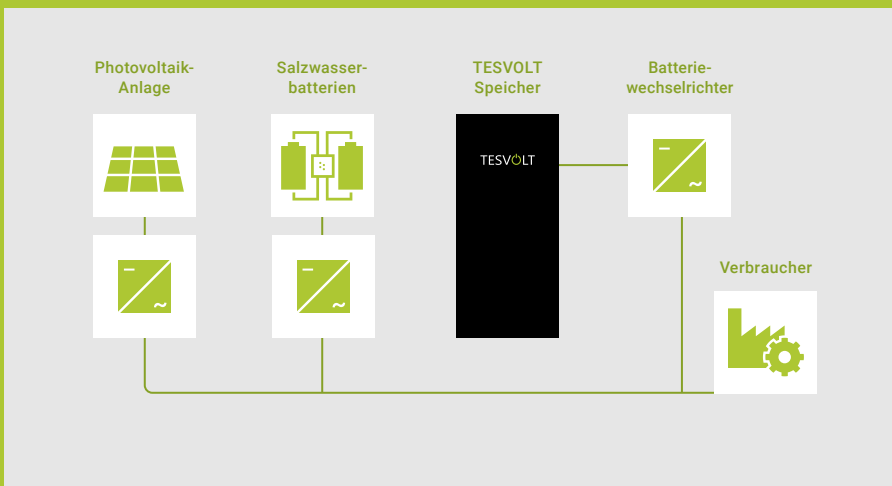 Photovoltaik-
Anlage
Salzwasser-
batterien
TESVOLT
Speicher
Batterie-
wechselrichter
TESVOLT
Verbraucher